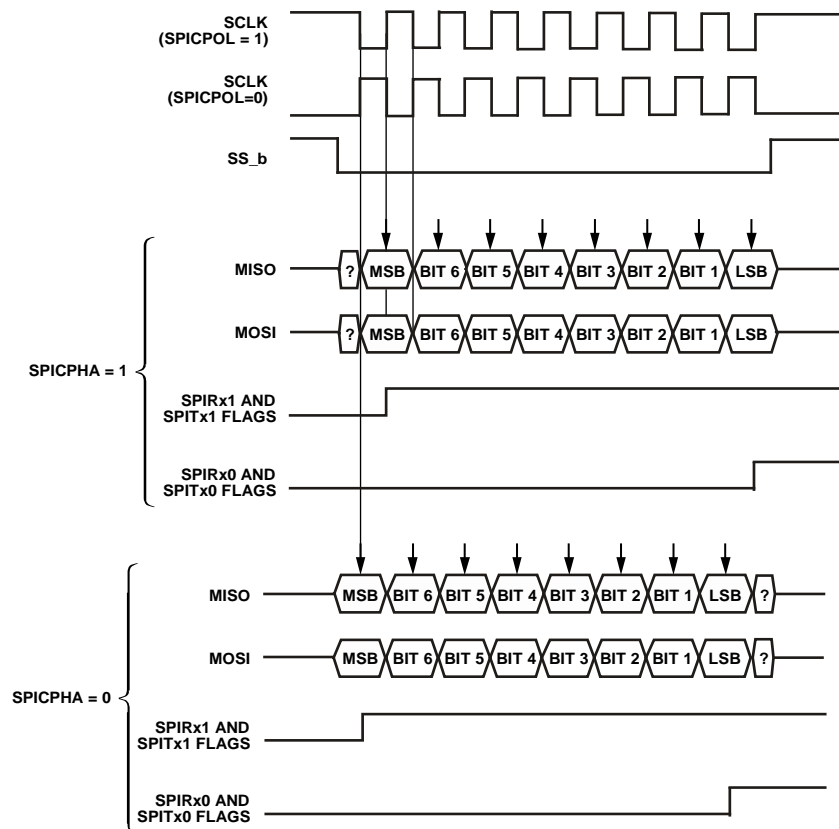 SCLK
(SPICPOL = 1)
SCLK
(SPICPOL=0)
SS_b
SPICPHA = 1
MISO ? MSB BIT 6 BIT 5 BIT 4 BIT 3 BIT 2 BIT 1 LSB
MOSI ? MSB BIT 6 BIT 5 BIT 4 BIT 3 BIT 2 BIT 1 LSB
SPIRx1 AND
SPITx1 FLAGS
SPIRx0 AND
SPITx0 FLAGS
SPICPHA = 0
MISO MSB BIT 6 BIT 5 BIT 4 BIT 3 BIT 2 BIT 1 LSB ?
MOSI MSB BIT 6 BIT 5 BIT 4 BIT 3 BIT 2 BIT 1 LSB ?
SPIRx1 AND
SPITx1 FLAGS
SPIRx0 AND
SPITx0 FLAGS